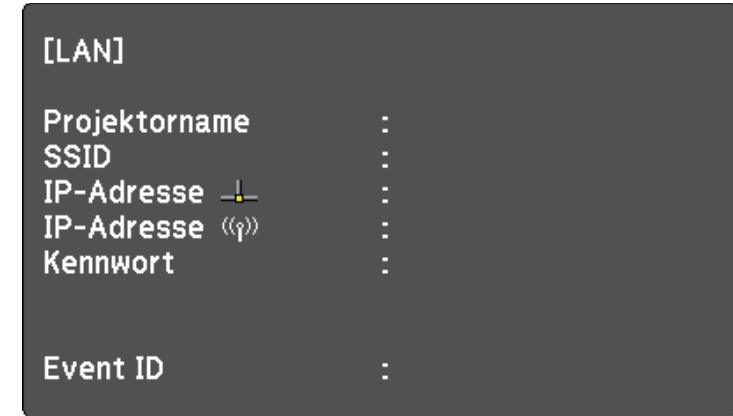 [LAN]
Projektorname :
SSID :
IP-Adresse :
IP-Adresse :
Kennwort :
Event ID :